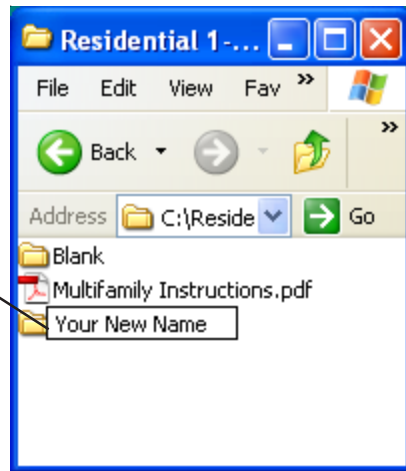 Residential 1-...
File Edit View Fav »
Back »
Address C:\Reside Go
Blank
Multifamily Instructions.pdf
Your New Name